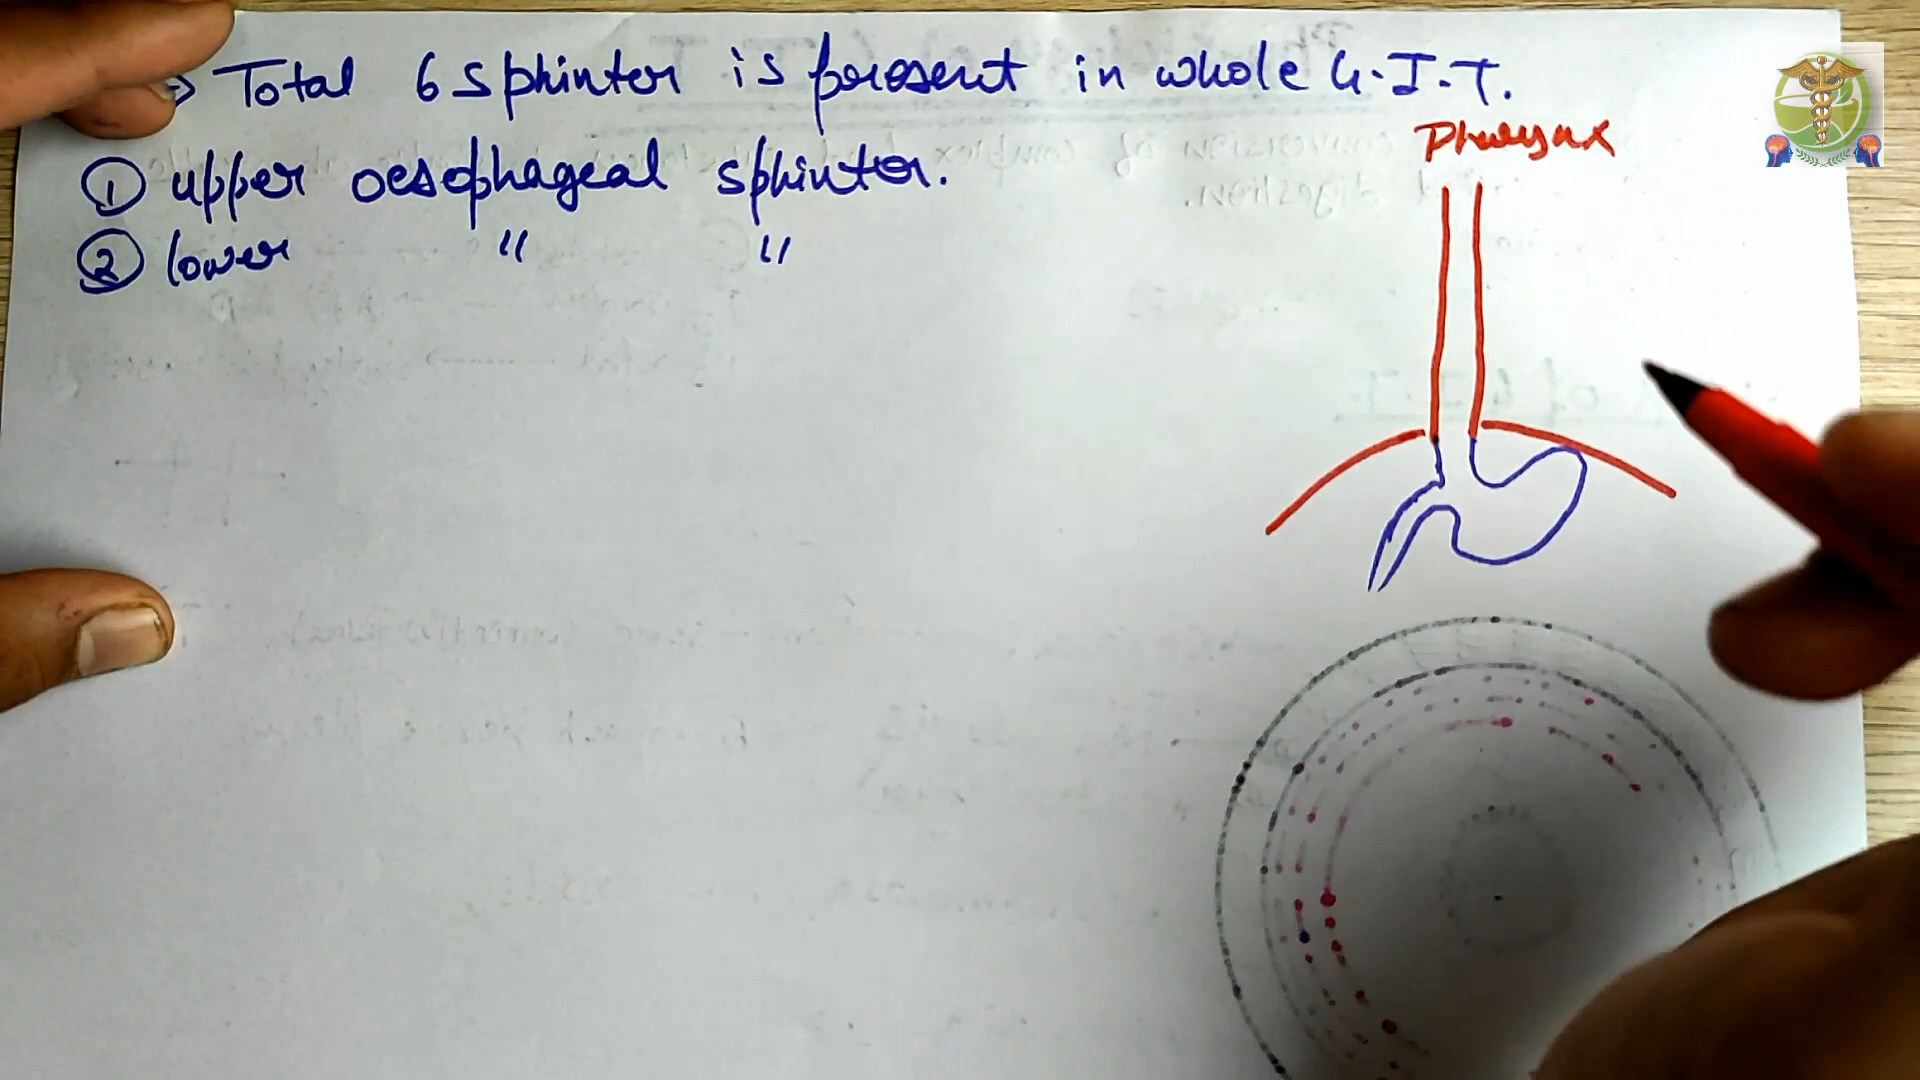 → Total 6 sphinter is present in whole G.I.T.
Pharynx
① upper oesophageal sphinter.
② lower " "